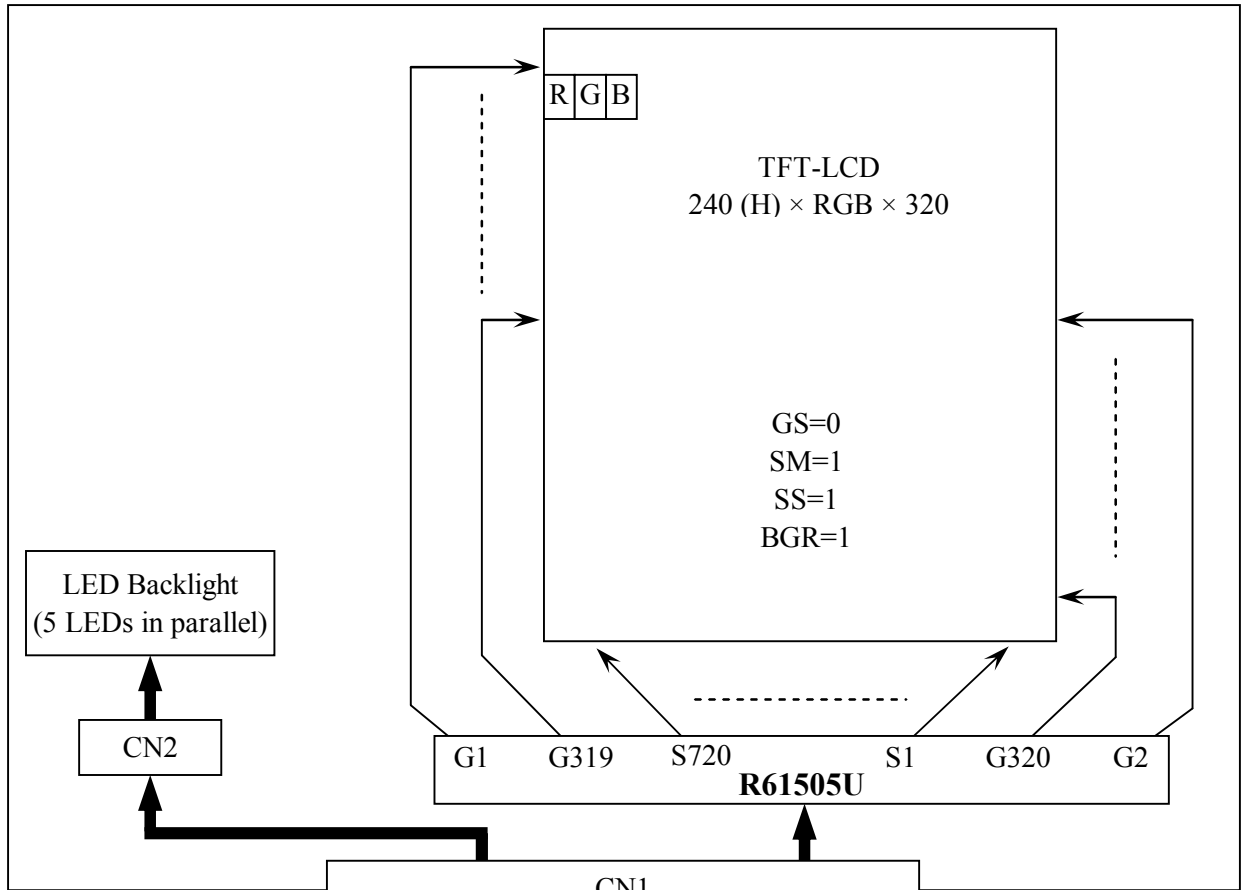 R G B
TFT-LCD
240 (H) × RGB × 320
GS=0
SM=1
SS=1
BGR=1
LED Backlight
(5 LEDs in parallel)
CN2
G1 G319 S720 S1 G320 G2
R61505U
CN1